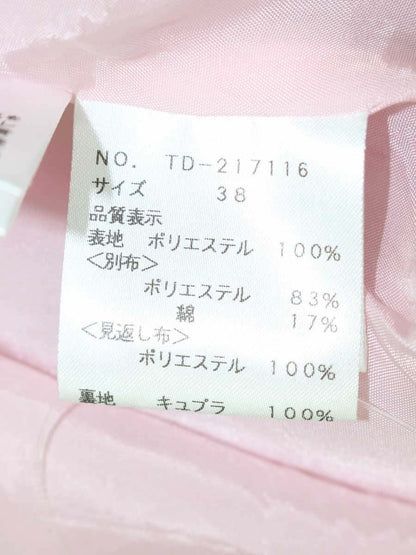 NO. TD-217116
サイズ 38
品質表示
表地 ポリエステル 100%
<別布>
ポリエステル 83%
綿 17%
<見返し布>
ポリエステル 100%
裏地 キュプラ 100%